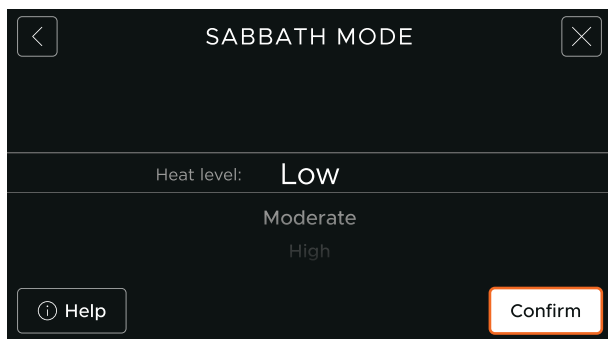 SABBATH MODE
Heat level: Low
Moderate
High
Help
Confirm